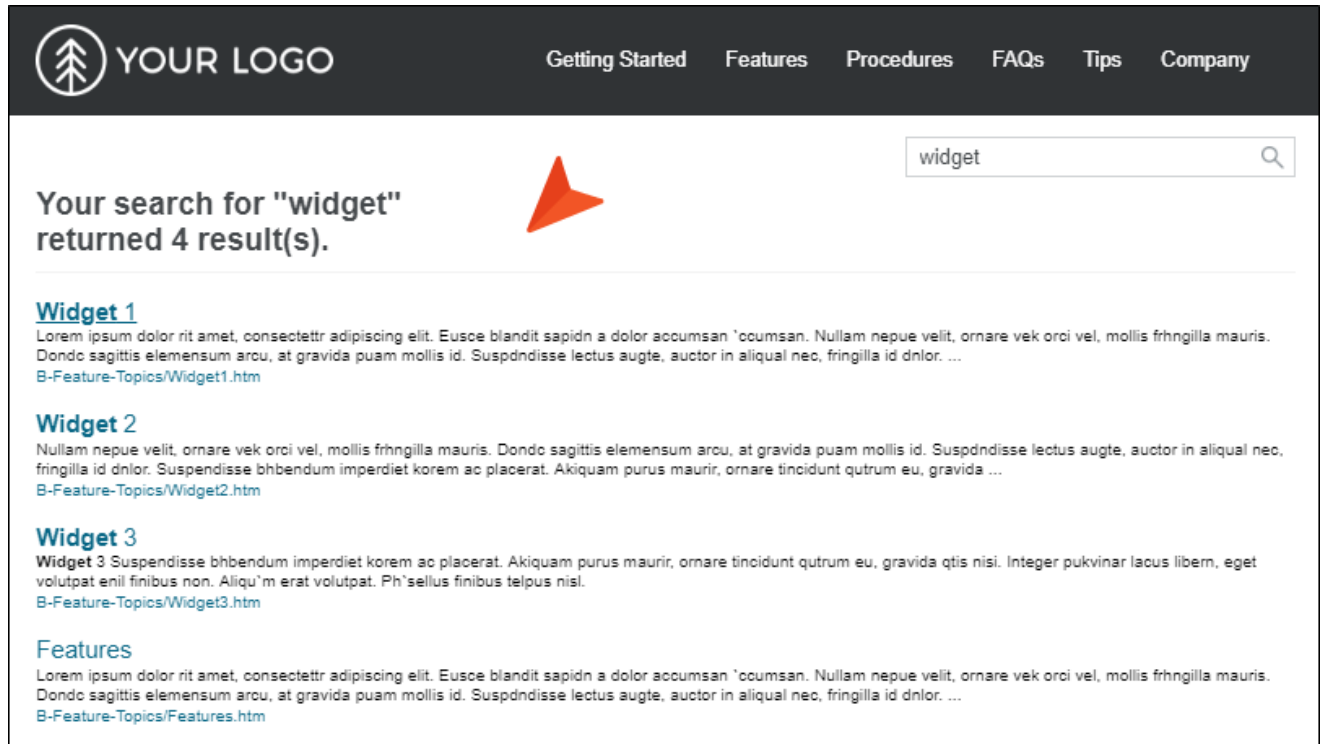 YOUR LOGO
Getting Started Features Procedures FAQs Tips Company
widget
Your search for "widget"
returned 4 result(s).
Widget 1
Lorem ipsum dolor rit amet, consectettr adipiscing elit. Eusce blandit sapidn a dolor accumsan `ccumsan. Nullam nepue velit, ornare vek orci vel, mollis frhngilla mauris.
Dondc sagittis elemensum arcu, at gravida puam mollis id. Suspdndisse lectus augte, auctor in aliqual nec, fringilla id dnlor. ...
B-Feature-Topics/Widget1.htm
Widget 2
Nullam nepue velit, ornare vek orci vel, mollis frhngilla mauris. Dondc sagittis elemensum arcu, at gravida puam mollis id. Suspdndisse lectus augte, auctor in aliqual nec,
fringilla id dnlor. Suspendisse bhbendum imperdiet korem ac placerat. Akiquam purus maurir, ornare tincidunt qutrum eu, gravida ...
B-Feature-Topics/Widget2.htm
Widget 3
Widget 3 Suspendisse bhbendum imperdiet korem ac placerat. Akiquam purus maurir, ornare tincidunt qutrum eu, gravida qtis nisi. Integer pukvinar lacus libern, eget
volutpat enil finibus non. Aliqu`m erat volutpat. Ph`sellus finibus telpus nisl.
B-Feature-Topics/Widget3.htm
Features
Lorem ipsum dolor rit amet, consectettr adipiscing elit. Eusce blandit sapidn a dolor accumsan `ccumsan. Nullam nepue velit, ornare vek orci vel, mollis frhngilla mauris.
Dondc sagittis elemensum arcu, at gravida puam mollis id. Suspdndisse lectus augte, auctor in aliqual nec, fringilla id dnlor. ...
B-Feature-Topics/Features.htm